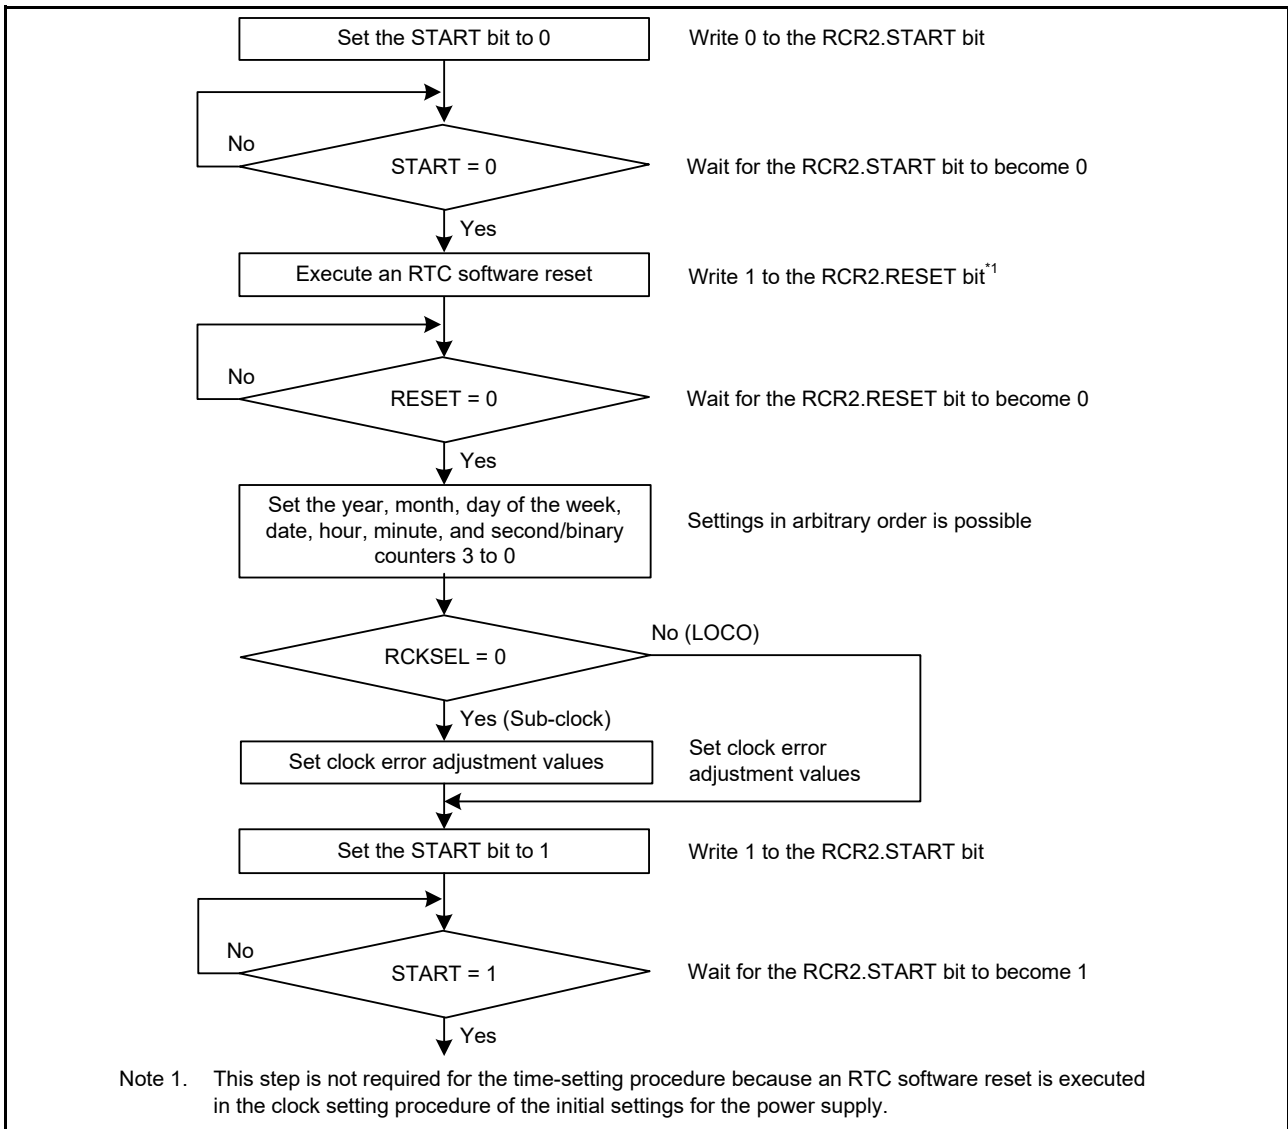 Set the START bit to 0
Write 0 to the RCR2.START bit
No
START = 0
Wait for the RCR2.START bit to become 0
Yes
Execute an RTC software reset
Write 1 to the RCR2.RESET bit*1
No
RESET = 0
Wait for the RCR2.RESET bit to become 0
Yes
Set the year, month, day of the week,
date, hour, minute, and second/binary
counters 3 to 0
Settings in arbitrary order is possible
No (LOCO)
RCKSEL = 0
Yes (Sub-clock)
Set clock error adjustment values
Set clock error
adjustment values
Set the START bit to 1
Write 1 to the RCR2.START bit
No
START = 1
Wait for the RCR2.START bit to become 1
Yes
Note 1. This step is not required for the time-setting procedure because an RTC software reset is executed
in the clock setting procedure of the initial settings for the power supply.